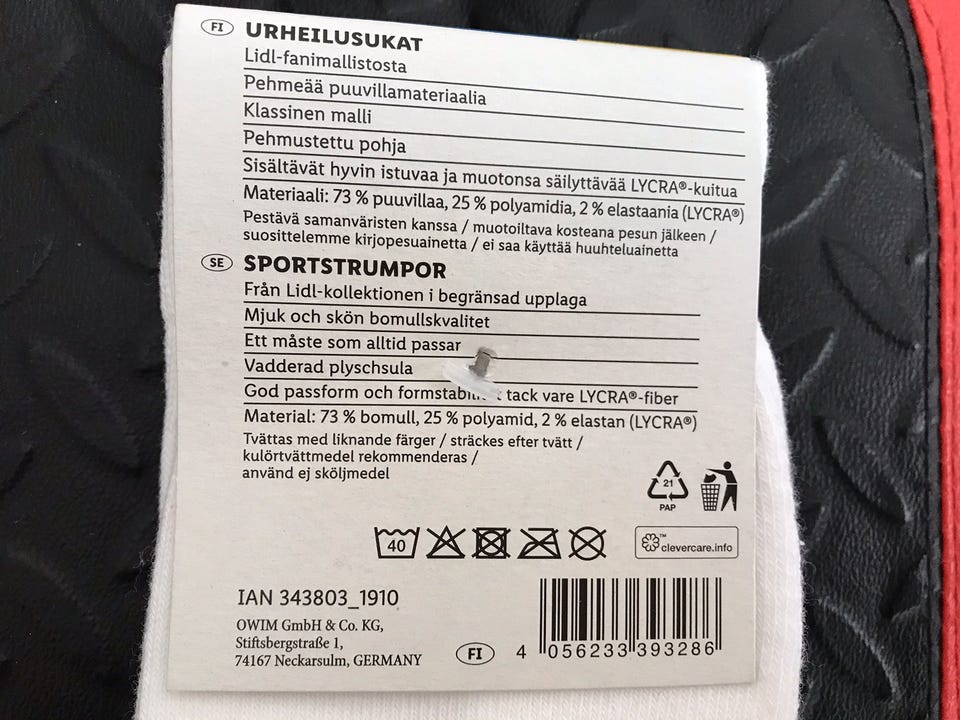 FI URHEILUSUKAT
Lidl-fanimallistosta
Pehmeää puuvillamateriaalia
Klassinen malli
Pehmustettu pohja
Sisältävät hyvin istuvaa ja muotonsa säilyttävää LYCRA®-kuitua
Materiaali: 73 % puuvillaa, 25 % polyamidia, 2 % elastaania (LYCRA®)
Pestävä samanväristen kanssa / muotoiltava kosteana pesun jälkeen /
suosittelemme kirjopesuainetta / ei saa käyttää huuhteluainetta
SE SPORTSTRUMPOR
Från Lidl-kollektionen i begränsad upplaga
Mjuk och skön bomullskvalitet
Ett måste som alltid passar
Vadderad plyschsula
God passform och tack vare LYCRA®-fiber
Material: 73 % bomull, 25 % polyamid, 2 % elastan (LYCRA®)
Tvättas med liknande färger / sträckes efter tvätt /
kulörtvättmedel rekommenderas /
använd ej sköljmedel
21
PAP
40
™ clevercare.info
IAN 343803_1910
OWIM GmbH & Co. KG,
Stiftsbergstraße 1,
74167 Neckarsulm, GERMANY
FI
4 056233 393286